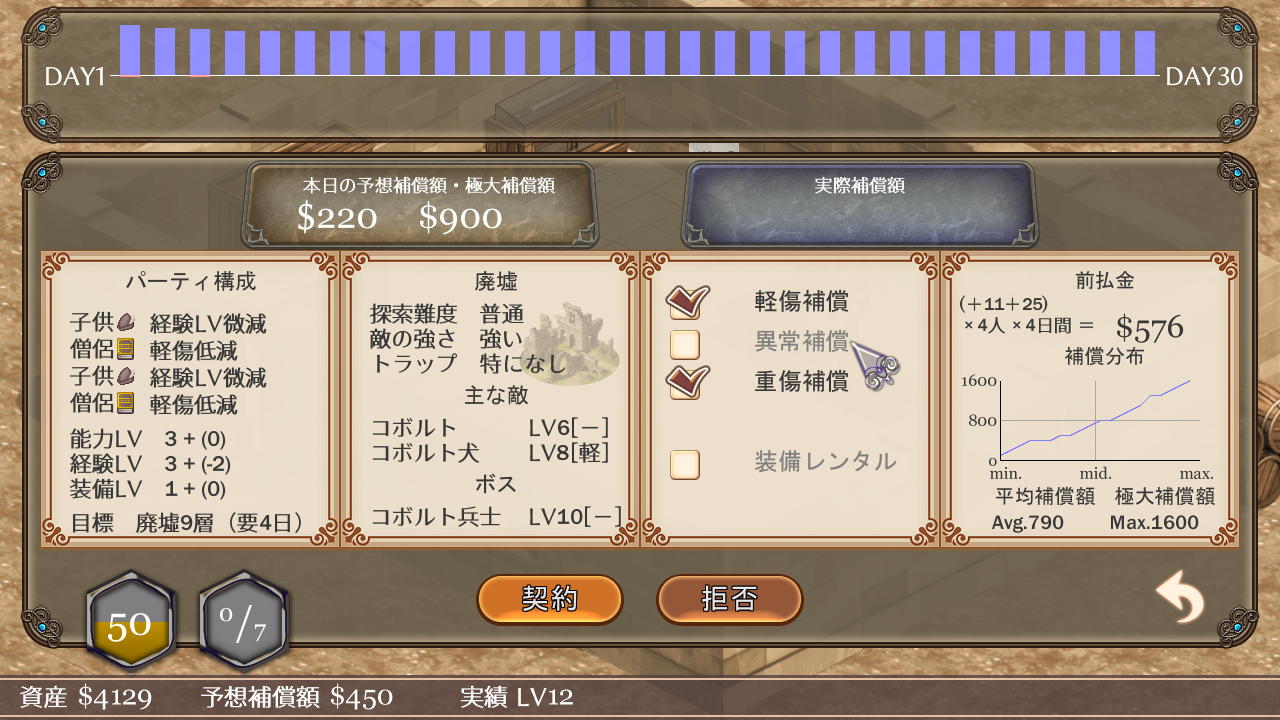 DAY1
DAY30
本日の予想補償額・極大補償額
$220 $900
実際補償額
パーティ構成
子供 経験LV微減
僧侶 軽傷低減
子供 経験LV微減
僧侶 軽傷低減
能力LV 3 + (0)
経験LV 3 + (-2)
装備LV 1 + (0)
目標 廃墟9層（要4日）
廃墟
探索難度 普通
敵の強さ 強い
トラップ 特になし
主な敵
コボルト LV6[－]
コボルト犬 LV8[軽]
ボス
コボルト兵士 LV10[－]
軽傷補償
異常補償
重傷補償
装備レンタル
前払金
(＋11＋25)
×4人 ×4日間 ＝ $576
補償分布
1600
800
0
min. mid. max.
平均補償額 極大補償額
Avg.790 Max.1600
50
0/7
契約
拒否
資産 $4129 予想補償額 $450 実績 LV12